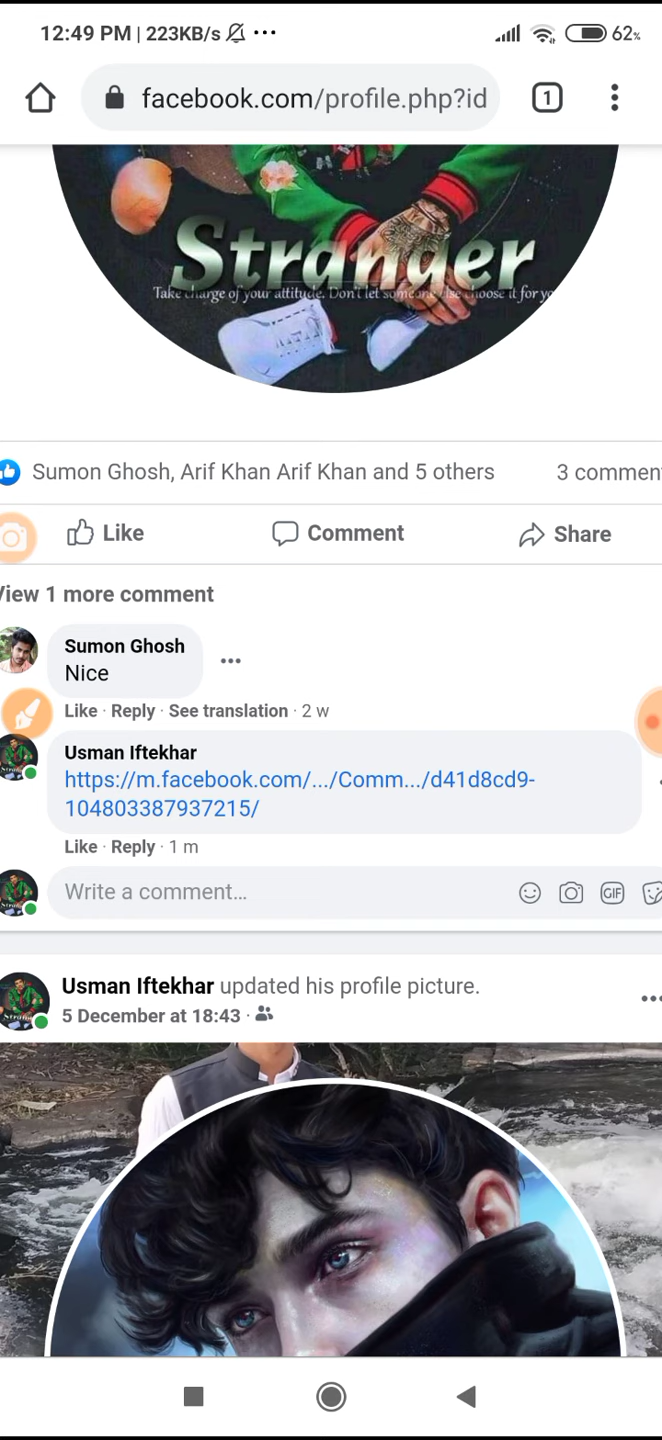 12:49 PM | 223KB/s
62%
facebook.com/profile.php?id
1
Stranger
Take charge of your attitude. Don't let someone else choose it for yo
Sumon Ghosh, Arif Khan Arif Khan and 5 others
3 commen
Like
Comment
Share
View 1 more comment
Sumon Ghosh
Nice
Like · Reply · See translation · 2 w
Usman Iftekhar
https://m.facebook.com/.../Comm.../d41d8cd9-
104803387937215/
Like · Reply · 1 m
Write a comment...
GIF
Usman Iftekhar updated his profile picture.
5 December at 18:43 ·